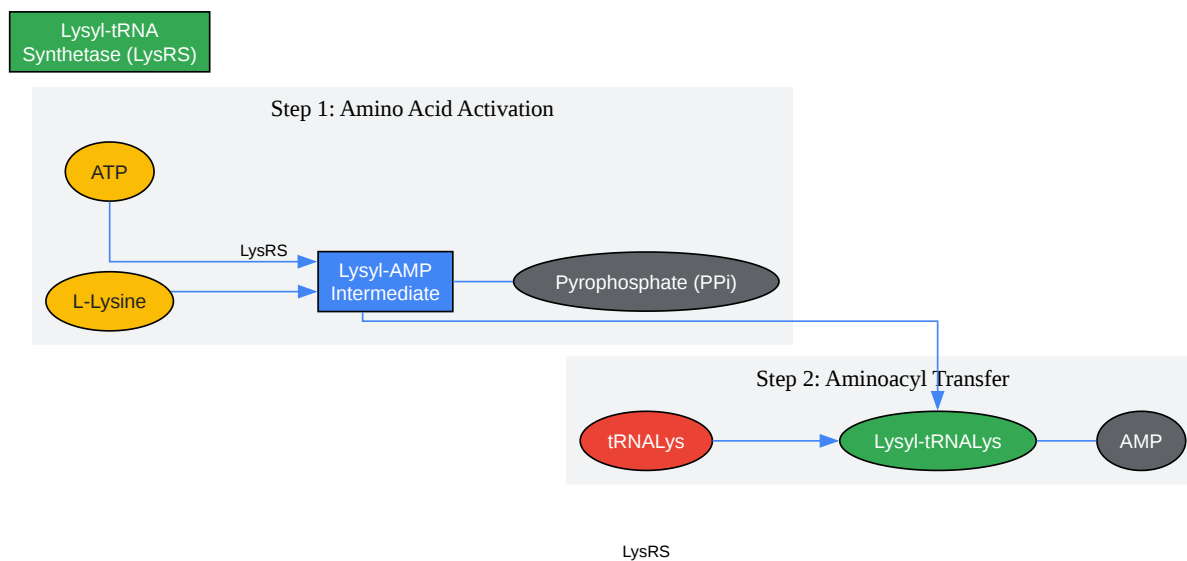 Lysyl-tRNA
Synthetase (LysRS)
Step 1: Amino Acid Activation
ATP
LysRS
L-Lysine
Lysyl-AMP
Intermediate
Pyrophosphate (PPi)
Step 2: Aminoacyl Transfer
tRNALys
Lysyl-tRNALys
AMP
LysRS